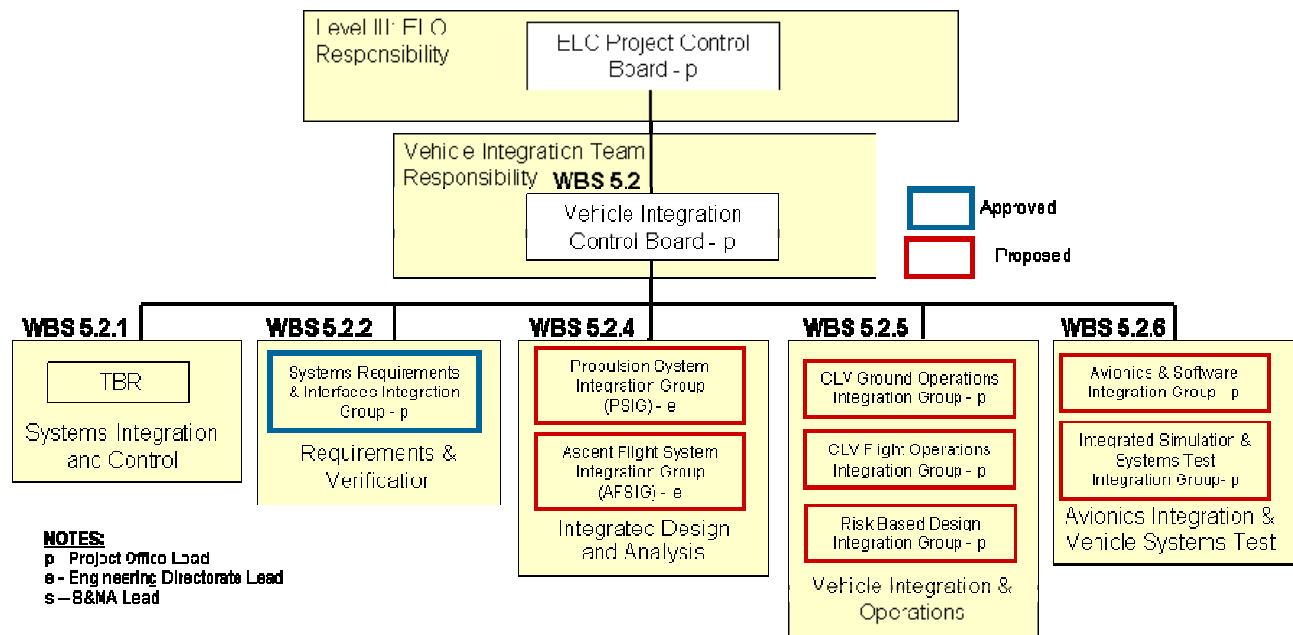 Level III: ELO
Responsibility
ELO Project Control
Board - p
Vehicle Integration Team
Responsibility WBS 5.2
Vehicle Integration
Control Board - p
Approved
Proposed
WBS 5.2.1
TBR
Systems Integration
and Control
WBS 5.2.2
Systems Requirements
& Interfaces Integration
Group - p
Requirements &
Verification
WBS 5.2.4
Propulsion System
Integration Group
(PSIG) - e
Ascent Flight System
Integration Group
(AFSIG) - e
Integrated Design
and Analysis
WBS 5.2.5
CLV Ground Operations
Integration Group - p
CLV Flight Operations
Integration Group - p
Risk Based Design
Integration Group - p
Vehicle Integration &
Operations
WBS 5.2.6
Avionics & Software
Integration Group - p
Integrated Simulation &
Systems Test
Integration Group- p
Avionics Integration &
Vehicle Systems Test
NOTES:
p - Project Office Lead
e - Engineering Directorate Lead
s – S&MA Lead